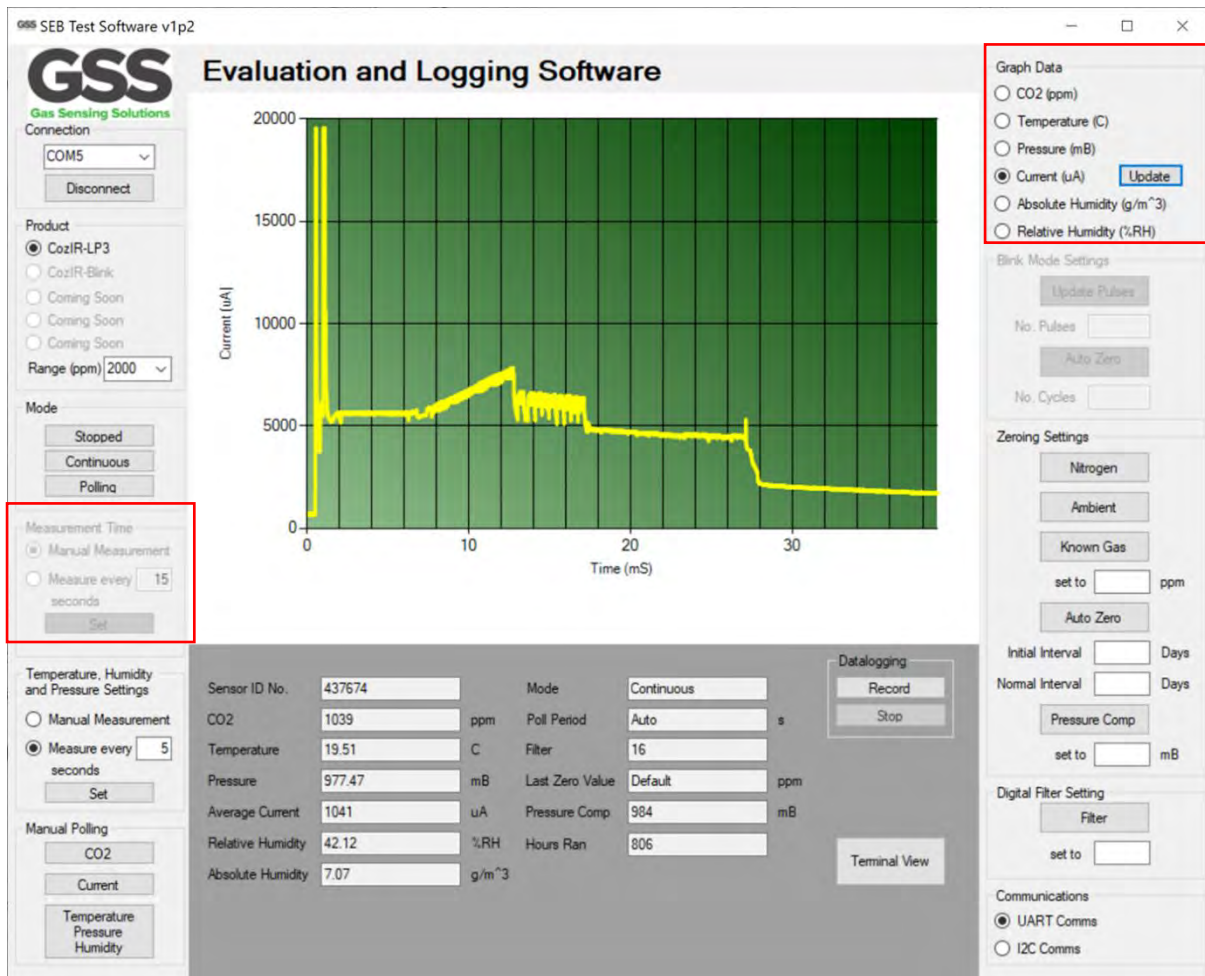 GSS SEB Test Software v1p2
GSS
Gas Sensing Solutions
Evaluation and Logging Software
Connection
COM5
Disconnect
Product
CozIR-LP3
CozIR-Blink
Coming Soon
Coming Soon
Coming Soon
Range (ppm) 2000
Mode
Stopped
Continuous
Polling
Measurement Time
Manual Measurement
Measure every 15
seconds
Set
Temperature, Humidity
and Pressure Settings
Manual Measurement
Measure every 5
seconds
Set
Manual Polling
CO2
Current
Temperature
Pressure
Humidity
20000
15000
10000
5000
0
Current (uA)
0 10 20 30
Time (mS)
Sensor ID No. 437674
CO2 1039 ppm
Temperature 19.51 C
Pressure 977.47 mB
Average Current 1041 uA
Relative Humidity 42.12 %RH
Absolute Humidity 7.07 g/m^3
Mode Continuous
Poll Period Auto s
Filter 16
Last Zero Value Default ppm
Pressure Comp 984 mB
Hours Ran 806
Datalogging
Record
Stop
Terminal View
Graph Data
CO2 (ppm)
Temperature (C)
Pressure (mB)
Current (uA) Update
Absolute Humidity (g/m^3)
Relative Humidity (%RH)
Blink Mode Settings
Update Pulses
No. Pulses
Auto Zero
No. Cycles
Zeroing Settings
Nitrogen
Ambient
Known Gas
set to ppm
Auto Zero
Initial Interval Days
Normal Interval Days
Pressure Comp
set to mB
Digital Filter Setting
Filter
set to
Communications
UART Comms
I2C Comms